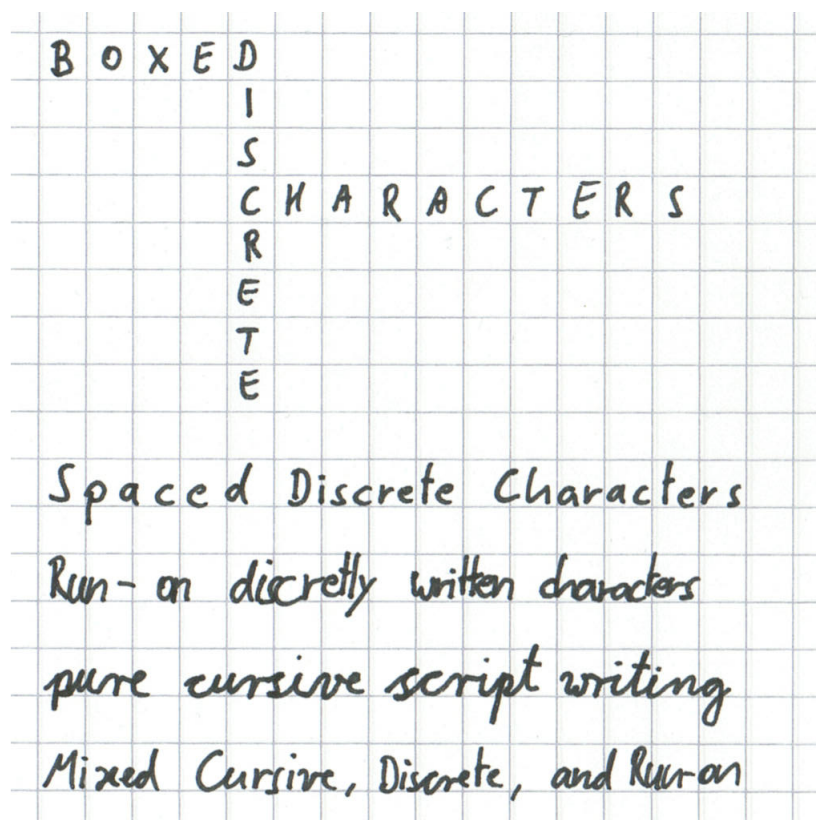 BOXED
DISCRETE
CHARACTERS
Spaced Discrete Characters
Run-on discretly written characters
pure cursive script writing
Mixed Cursive, Discrete, and Run-on